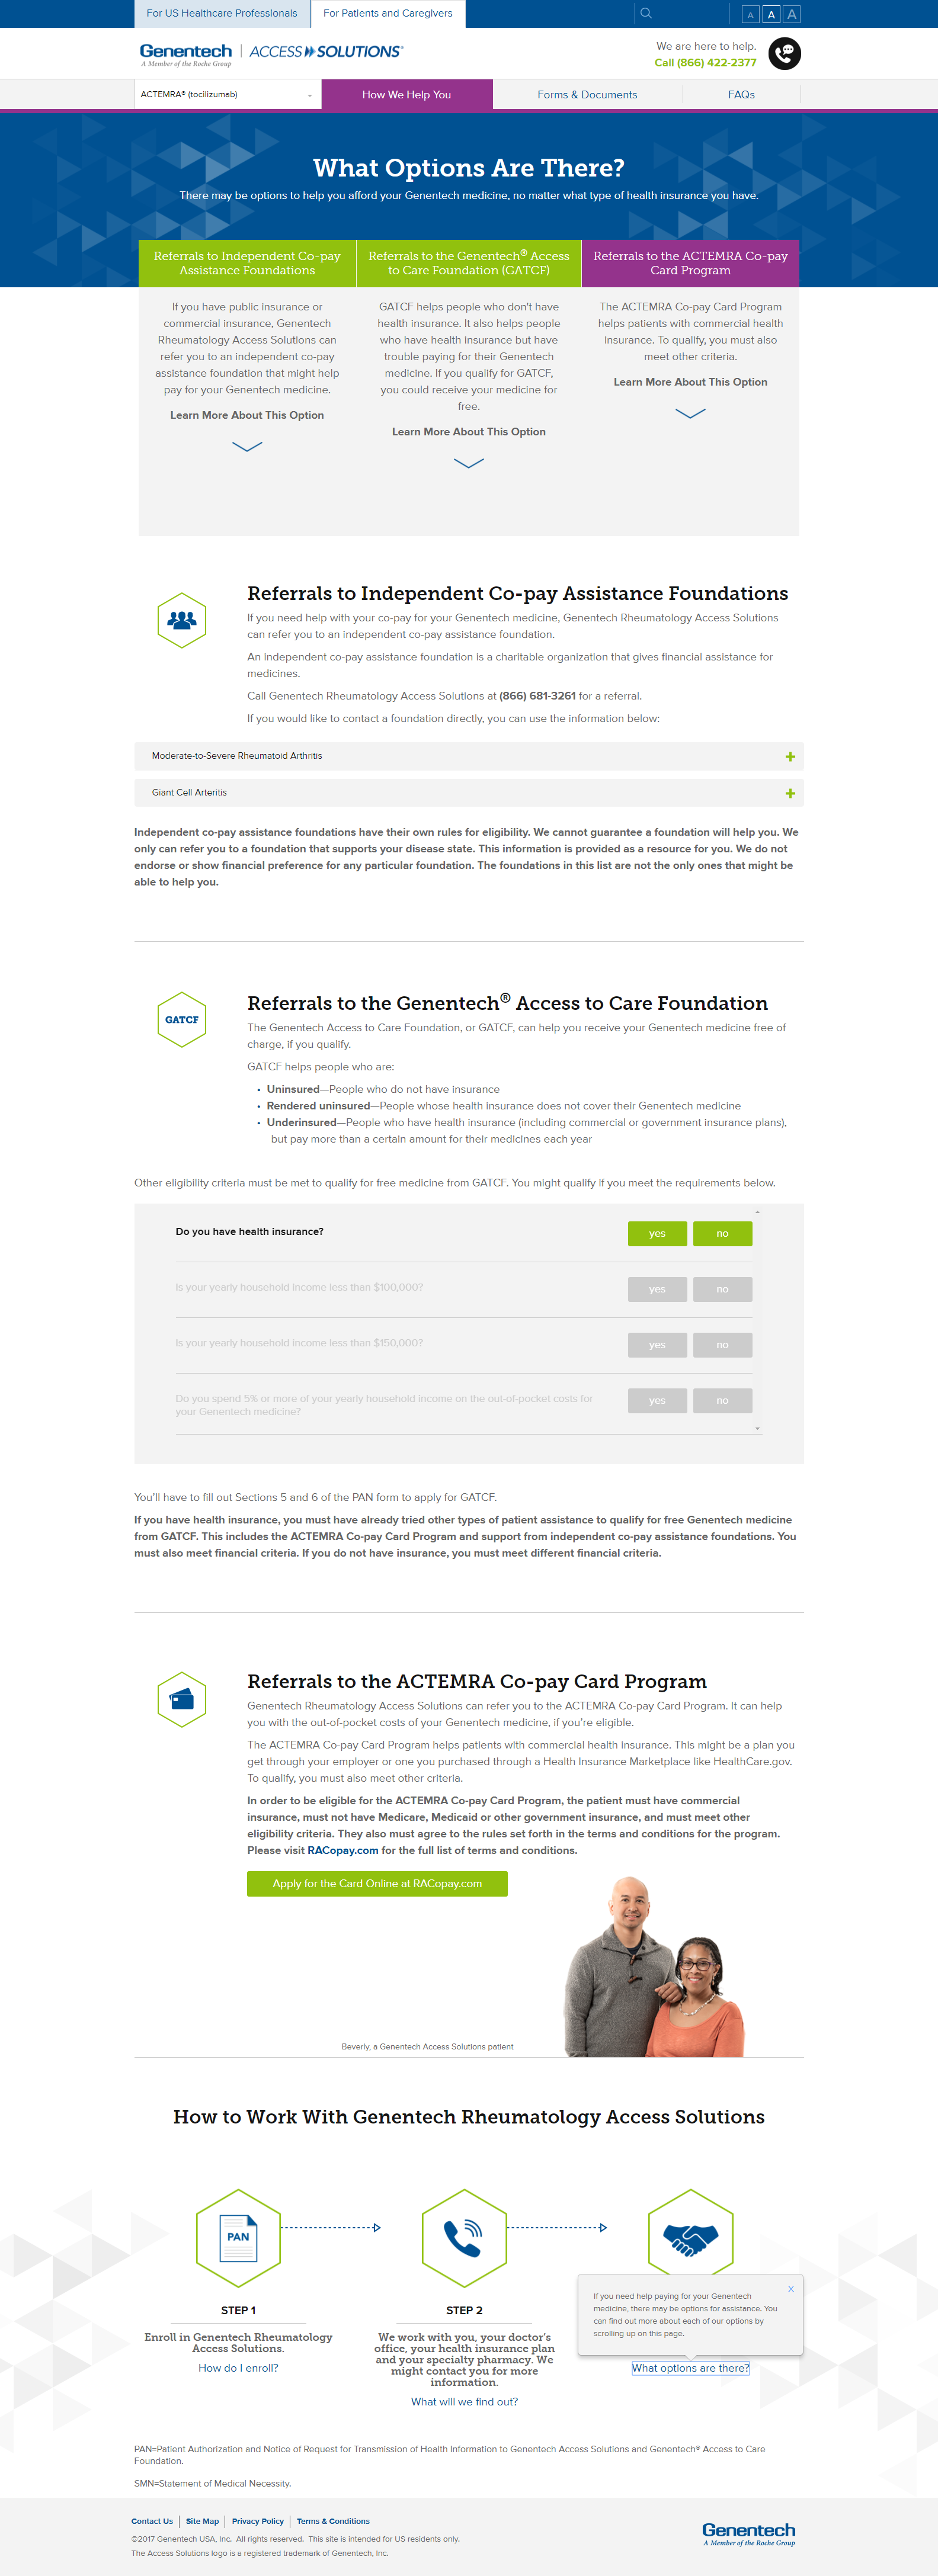 For US Healthcare Professionals
For Patients and Caregivers
A A A
Genentech
A Member of the Roche Group
ACCESS SOLUTIONS®
We are here to help.
Call (866) 422-2377
ACTEMRA® (tocilizumab)
How We Help You
Forms & Documents
FAQs
What Options Are There?
There may be options to help you afford your Genentech medicine, no matter what type of health insurance you have.
Referrals to Independent Co-pay
Assistance Foundations
If you have public insurance or
commercial insurance, Genentech
Rheumatology Access Solutions can
refer you to an independent co-pay
assistance foundation that might help
pay for your Genentech medicine.
Learn More About This Option
Referrals to the Genentech® Access
to Care Foundation (GATCF)
GATCF helps people who don't have
health insurance. It also helps people
who have health insurance but have
trouble paying for their Genentech
medicine. If you qualify for GATCF,
you could receive your medicine for
free.
Learn More About This Option
Referrals to the ACTEMRA Co-pay
Card Program
The ACTEMRA Co-pay Card Program
helps patients with commercial health
insurance. To qualify, you must also
meet other criteria.
Learn More About This Option
Referrals to Independent Co-pay Assistance Foundations
If you need help with your co-pay for your Genentech medicine, Genentech Rheumatology Access Solutions
can refer you to an independent co-pay assistance foundation.
An independent co-pay assistance foundation is a charitable organization that gives financial assistance for
medicines.
Call Genentech Rheumatology Access Solutions at (866) 681-3261 for a referral.
If you would like to contact a foundation directly, you can use the information below:
Moderate-to-Severe Rheumatoid Arthritis
Giant Cell Arteritis
Independent co-pay assistance foundations have their own rules for eligibility. We cannot guarantee a foundation will help you. We
only can refer you to a foundation that supports your disease state. This information is provided as a resource for you. We do not
endorse or show financial preference for any particular foundation. The foundations in this list are not the only ones that might be
able to help you.
GATCF
Referrals to the Genentech® Access to Care Foundation
The Genentech Access to Care Foundation, or GATCF, can help you receive your Genentech medicine free of
charge, if you qualify.
GATCF helps people who are:
• Uninsured—People who do not have insurance
• Rendered uninsured—People whose health insurance does not cover their Genentech medicine
• Underinsured—People who have health insurance (including commercial or government insurance plans),
but pay more than a certain amount for their medicines each year
Other eligibility criteria must be met to qualify for free medicine from GATCF. You might qualify if you meet the requirements below.
Do you have health insurance? yes no
Is your yearly household income less than $100,000? yes no
Is your yearly household income less than $150,000? yes no
Do you spend 5% or more of your yearly household income on the out-of-pocket costs for
your Genentech medicine? yes no
You'll have to fill out Sections 5 and 6 of the PAN form to apply for GATCF.
If you have health insurance, you must have already tried other types of patient assistance to qualify for free Genentech medicine
from GATCF. This includes the ACTEMRA Co-pay Card Program and support from independent co-pay assistance foundations. You
must also meet financial criteria. If you do not have insurance, you must meet different financial criteria.
Referrals to the ACTEMRA Co-pay Card Program
Genentech Rheumatology Access Solutions can refer you to the ACTEMRA Co-pay Card Program. It can help
you with the out-of-pocket costs of your Genentech medicine, if you're eligible.
The ACTEMRA Co-pay Card Program helps patients with commercial health insurance. This might be a plan you
get through your employer or one you purchased through a Health Insurance Marketplace like HealthCare.gov.
To qualify, you must also meet other criteria.
In order to be eligible for the ACTEMRA Co-pay Card Program, the patient must have commercial
insurance, must not have Medicare, Medicaid or other government insurance, and must meet other
eligibility criteria. They also must agree to the rules set forth in the terms and conditions for the program.
Please visit RACopay.com for the full list of terms and conditions.
Apply for the Card Online at RACopay.com
Beverly, a Genentech Access Solutions patient
How to Work With Genentech Rheumatology Access Solutions
PAN
STEP 1
Enroll in Genentech Rheumatology
Access Solutions.
How do I enroll?
STEP 2
We work with you, your doctor's
office, your health insurance plan
and your specialty pharmacy. We
might contact you for more
information.
What will we find out?
X
If you need help paying for your Genentech
medicine, there may be options for assistance. You
can find out more about each of our options by
scrolling up on this page.
What options are there?
PAN=Patient Authorization and Notice of Request for Transmission of Health Information to Genentech Access Solutions and Genentech® Access to Care
Foundation.
SMN=Statement of Medical Necessity.
Contact Us
Site Map
Privacy Policy
Terms & Conditions
©2017 Genentech USA, Inc. All rights reserved. This site is intended for US residents only.
The Access Solutions logo is a registered trademark of Genentech, Inc.
Genentech
A Member of the Roche Group